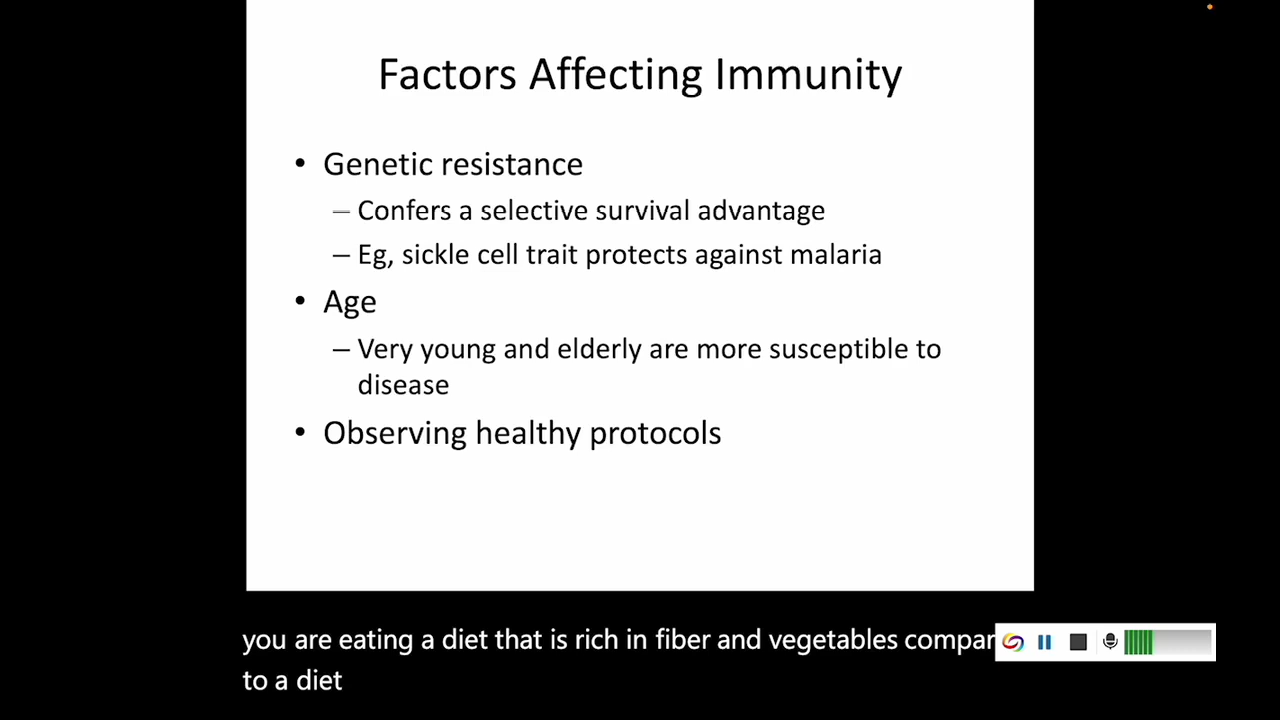 Factors Affecting Immunity
• Genetic resistance
– Confers a selective survival advantage
– Eg, sickle cell trait protects against malaria
• Age
– Very young and elderly are more susceptible to
disease
• Observing healthy protocols
you are eating a diet that is rich in fiber and vegetables
to a diet